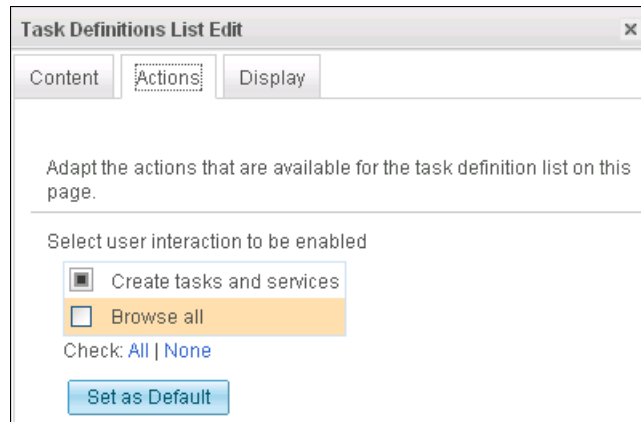 Task Definitions List Edit
Content Actions Display
Adapt the actions that are available for the task definition list on this
page.
Select user interaction to be enabled
Create tasks and services
Browse all
Check: All | None
Set as Default